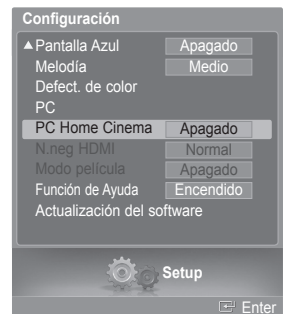 Configuración
▲Pantalla Azul Apagado
Melodía Medio
Defect. de color
PC
PC Home Cinema Apagado
N.neg HDMI Normal
Modo película Apagado
Función de Ayuda Encendido
Actualización del software
Setup
Enter